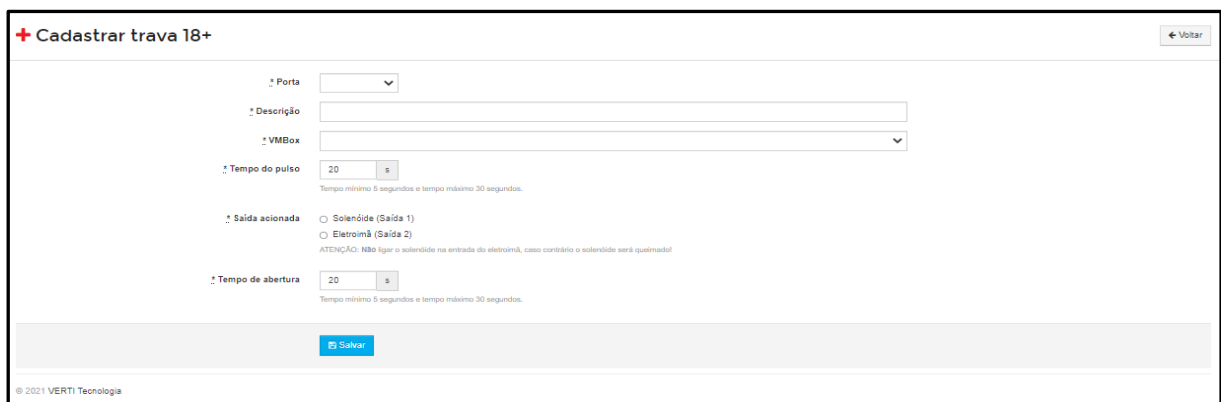 Cadastrar trava 18+
Voltar
* Porta
* Descrição
* VMBox
* Tempo do pulso
20 s
Tempo mínimo 5 segundos e tempo máximo 30 segundos.
* Saída acionada
Solenóide (Saída 1)
Eletroimã (Saída 2)
ATENÇÃO: Não ligar o solenóide na entrada do eletroimã, caso contrário o solenóide será queimado!
* Tempo de abertura
20 s
Tempo mínimo 5 segundos e tempo máximo 30 segundos.
Salvar
© 2021 VERTI Tecnologia